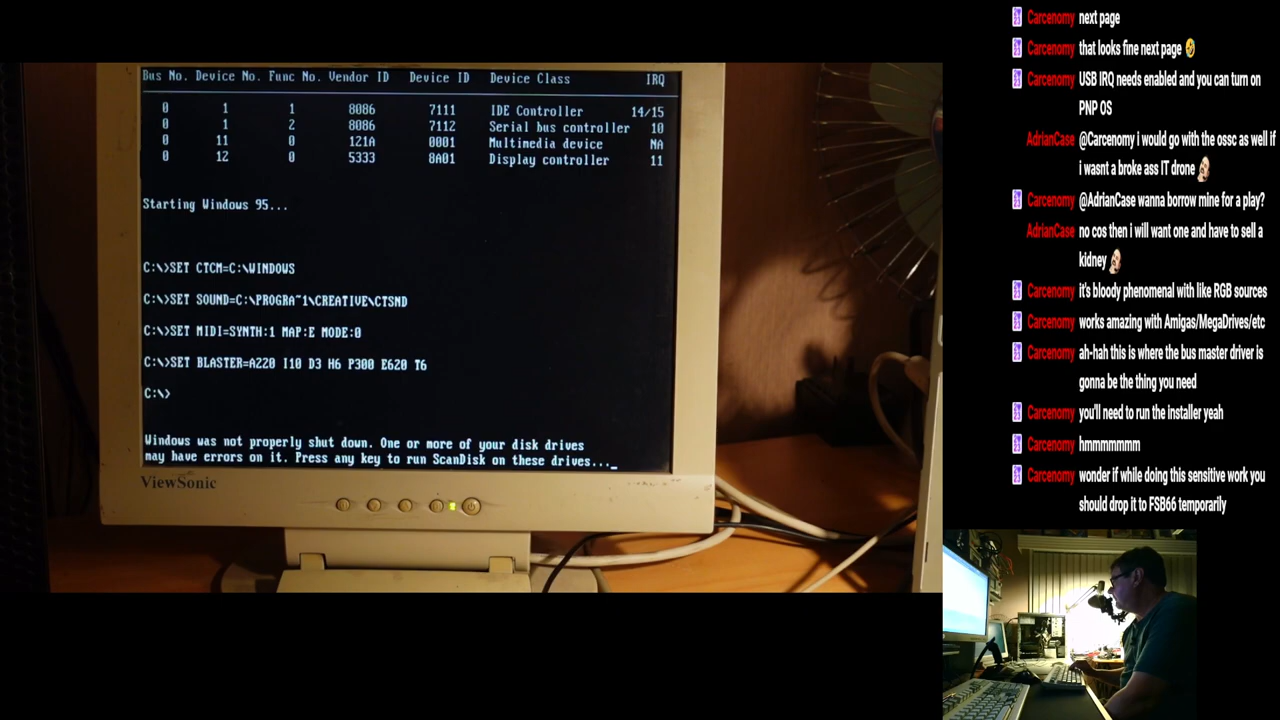 Bus No. Device No. Func No. Vendor ID Device ID Device Class IRQ
0 1 1 8086 7111 IDE Controller 14/15
0 1 2 8086 7112 Serial bus controller 10
0 11 0 121A 0001 Multimedia device NA
0 12 0 5333 8A01 Display controller 11
Starting Windows 95...
C:\>SET CTCM=C:\WINDOWS
C:\>SET SOUND=C:\PROGRA~1\CREATIVE\CTSND
C:\>SET MIDI=SYNTH:1 MAP:E MODE:0
C:\>SET BLASTER=A220 I10 D3 H6 P300 E620 T6
C:\>
Windows was not properly shut down. One or more of your disk drives
may have errors on it. Press any key to run ScanDisk on these drives..._
ViewSonic
Carcenomy next page
Carcenomy that looks fine next page 🤣
Carcenomy USB IRQ needs enabled and you can turn on
PNP OS
AdrianCase @Carcenomy i would go with the ossc as well if
i wasnt a broke ass IT drone
Carcenomy @AdrianCase wanna borrow mine for a play?
AdrianCase no cos then i will want one and have to sell a
kidney
Carcenomy it's bloody phenomenal with like RGB sources
Carcenomy works amazing with Amigas/MegaDrives/etc
Carcenomy ah-hah this is where the bus master driver is
gonna be the thing you need
Carcenomy you'll need to run the installer yeah
Carcenomy hmmmmmmm
Carcenomy wonder if while doing this sensitive work you
should drop it to FSB66 temporarily